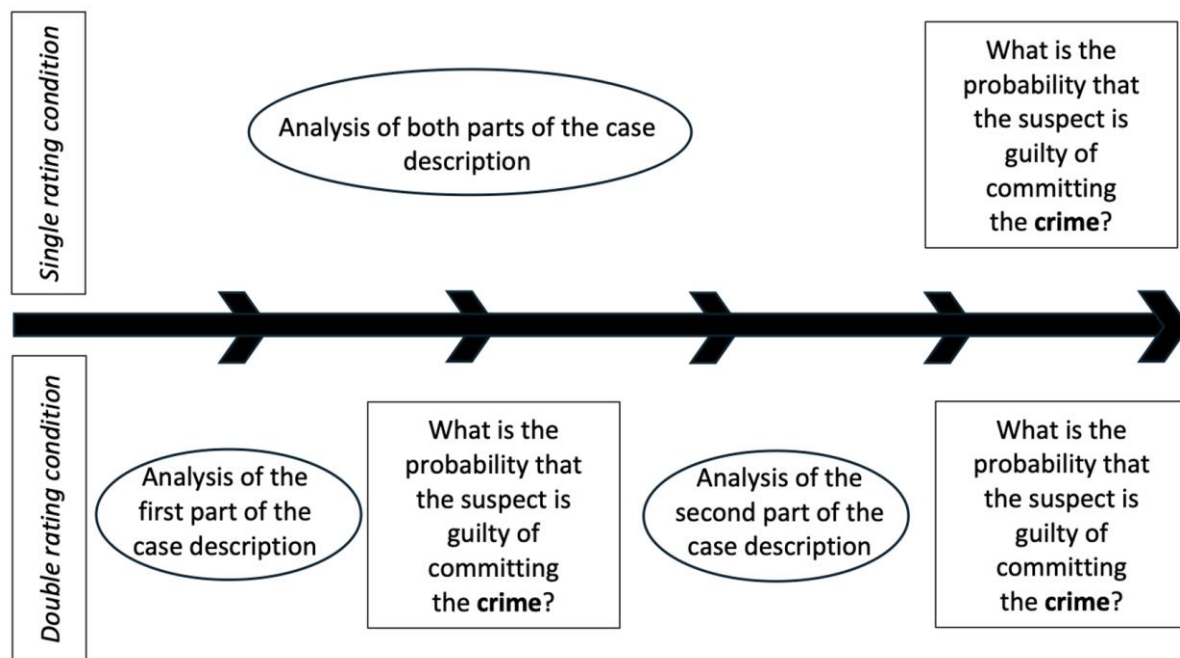 Single rating condition
Analysis of both parts of the case
description
What is the
probability that
the suspect is
guilty of
committing
the crime?
Double rating condition
Analysis of the
first part of the
case description
What is the
probability that
the suspect is
guilty of
committing
the crime?
Analysis of the
second part of the
case description
What is the
probability that
the suspect is
guilty of
committing
the crime?